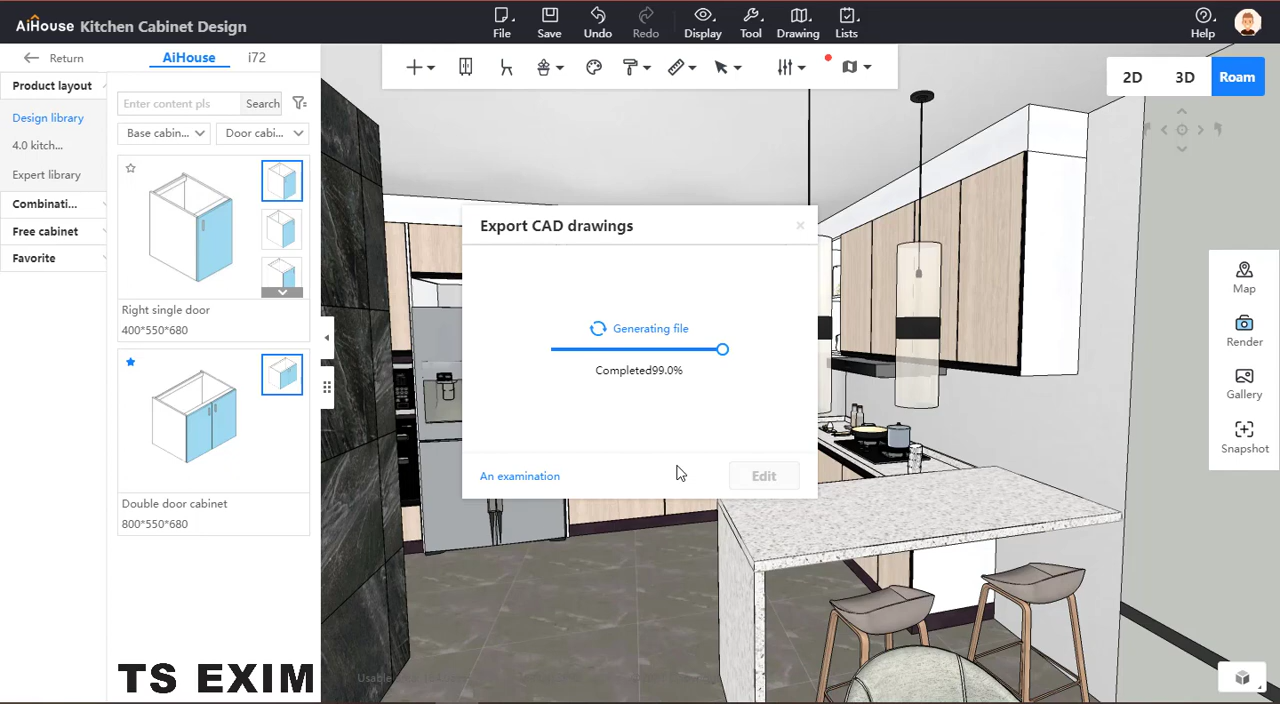 AiHouse Kitchen Cabinet Design
File
Save
Undo
Redo
Display
Tool
Drawing
Lists
Help
Return
AiHouse
i72
Product layout
Design library
4.0 kitch...
Expert library
Combinati...
Free cabinet
Favorite
Enter content pls
Search
Base cabin...
Door cabi...
Right single door
400*550*680
Double door cabinet
800*550*680
2D
3D
Roam
Export CAD drawings
Generating file
Completed99.0%
An examination
Edit
Map
Render
Gallery
Snapshot
TS EXIM